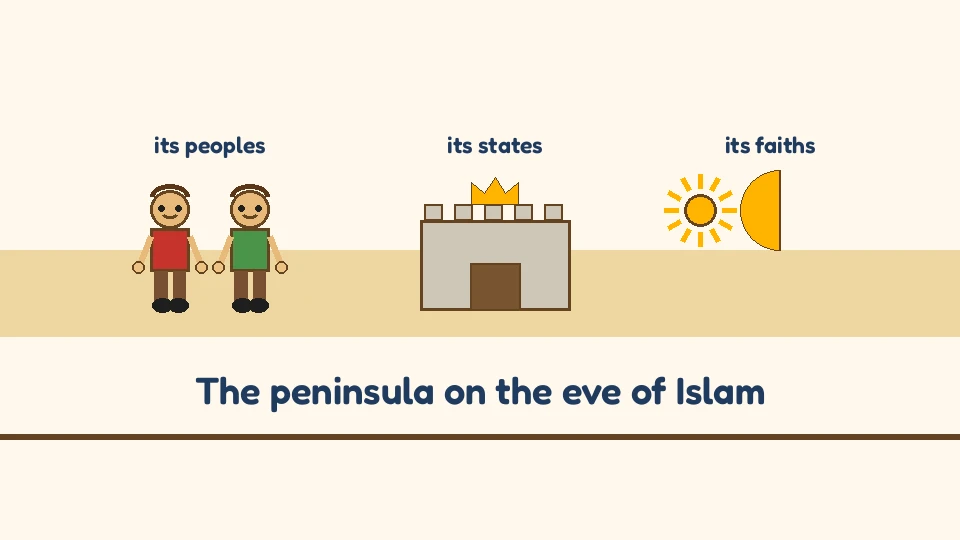 its peoples
its states
its faiths
The peninsula on the eve of Islam